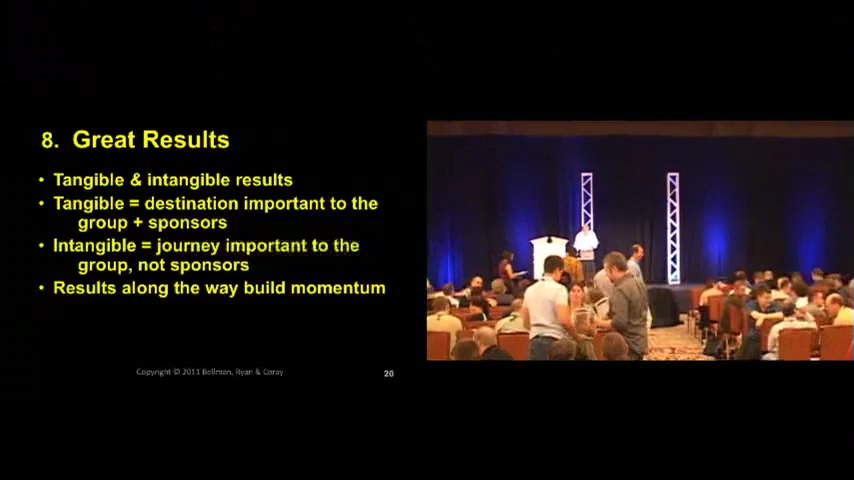 8. Great Results
• Tangible & intangible results
• Tangible = destination important to the
group + sponsors
• Intangible = journey important to the
group, not sponsors
• Results along the way build momentum
Copyright © 2011 Bellman, Ryan & Coray
20